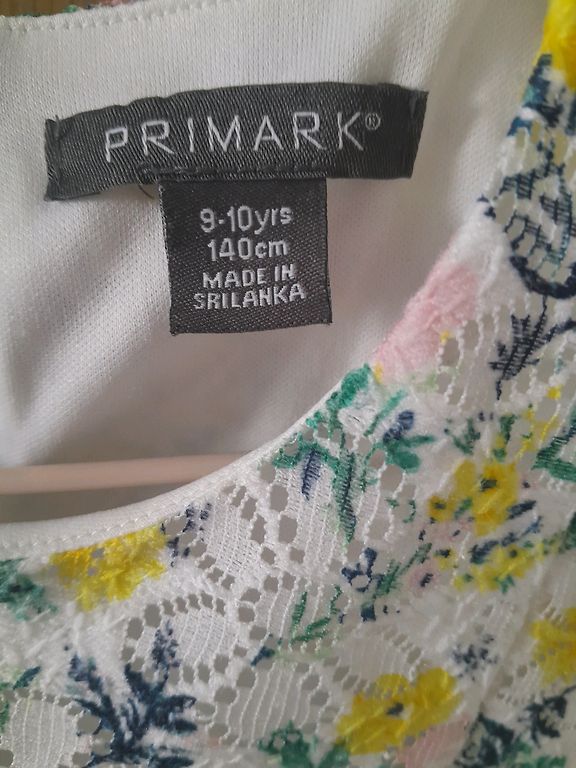 PRIMARK®
9-10yrs
140cm
MADE IN
SRILANKA